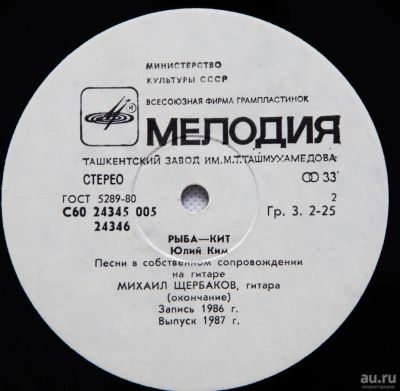 МИНИСТЕРСТВО
КУЛЬТУРЫ СССР
ВСЕСОЮЗНАЯ ФИРМА ГРАМПЛАСТИНОК
МЕЛОДИЯ
ТАШКЕНТСКИЙ ЗАВОД ИМ.М.Т.ТАШМУХАМЕДОВА
СТЕРЕО 33
ГОСТ 5289-80 2
С60 24345 005 Гр. 3. 2-25
24346
РЫБА—КИТ
Юлий Ким
Песни в собственном сопровождении
на гитаре
МИХАИЛ ЩЕРБАКОВ, гитара
(окончание)
Запись 1986 г.
Выпуск 1987 г.
au.ru